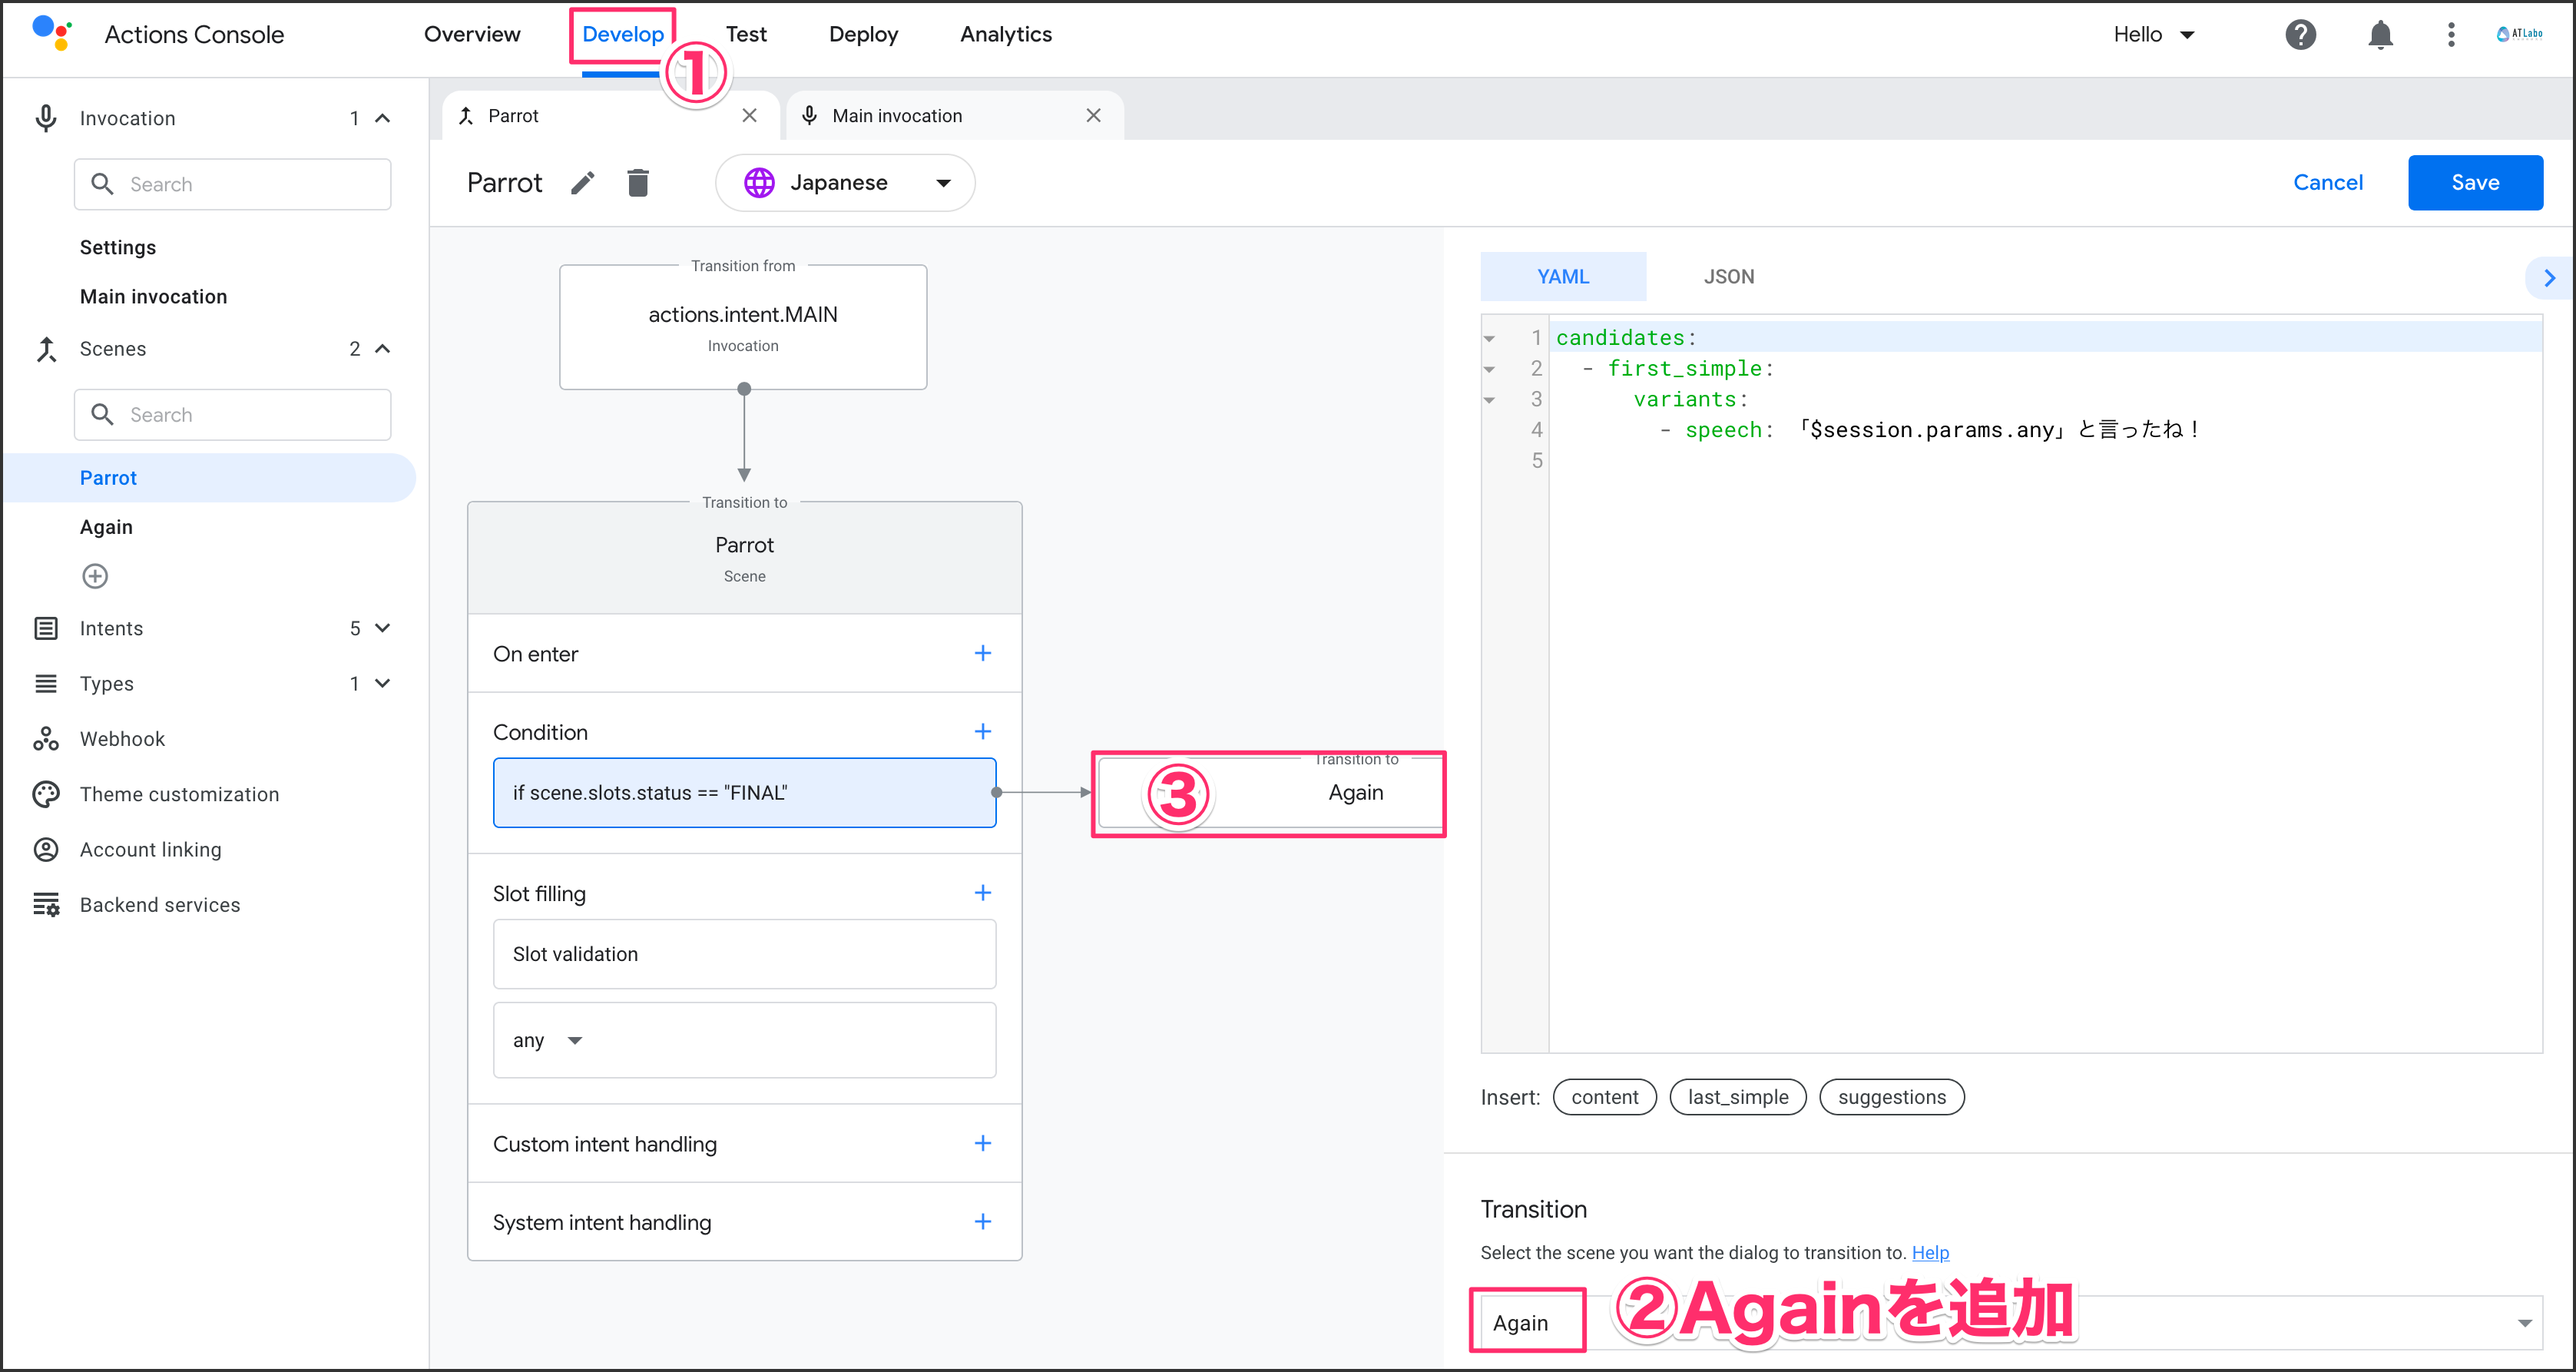 Actions Console
Overview
Develop
Test
Deploy
Analytics
Hello
ATLabo
①
Invocation 1
Search
Settings
Main invocation
Scenes 2
Search
Parrot
Again
Intents 5
Types 1
Webhook
Theme customization
Account linking
Backend services
Parrot
Main invocation
Parrot
Japanese
Cancel
Save
Transition from
actions.intent.MAIN
Invocation
Transition to
Parrot
Scene
On enter
Condition
if scene.slots.status == "FINAL"
Transition to
③ Again
Slot filling
Slot validation
any
Custom intent handling
System intent handling
YAML
JSON
1 candidates:
2 - first_simple:
3 variants:
4 - speech: 「$session.params.any」と言ったね！
5
Insert: content last_simple suggestions
Transition
Select the scene you want the dialog to transition to. Help
Again
②Againを追加